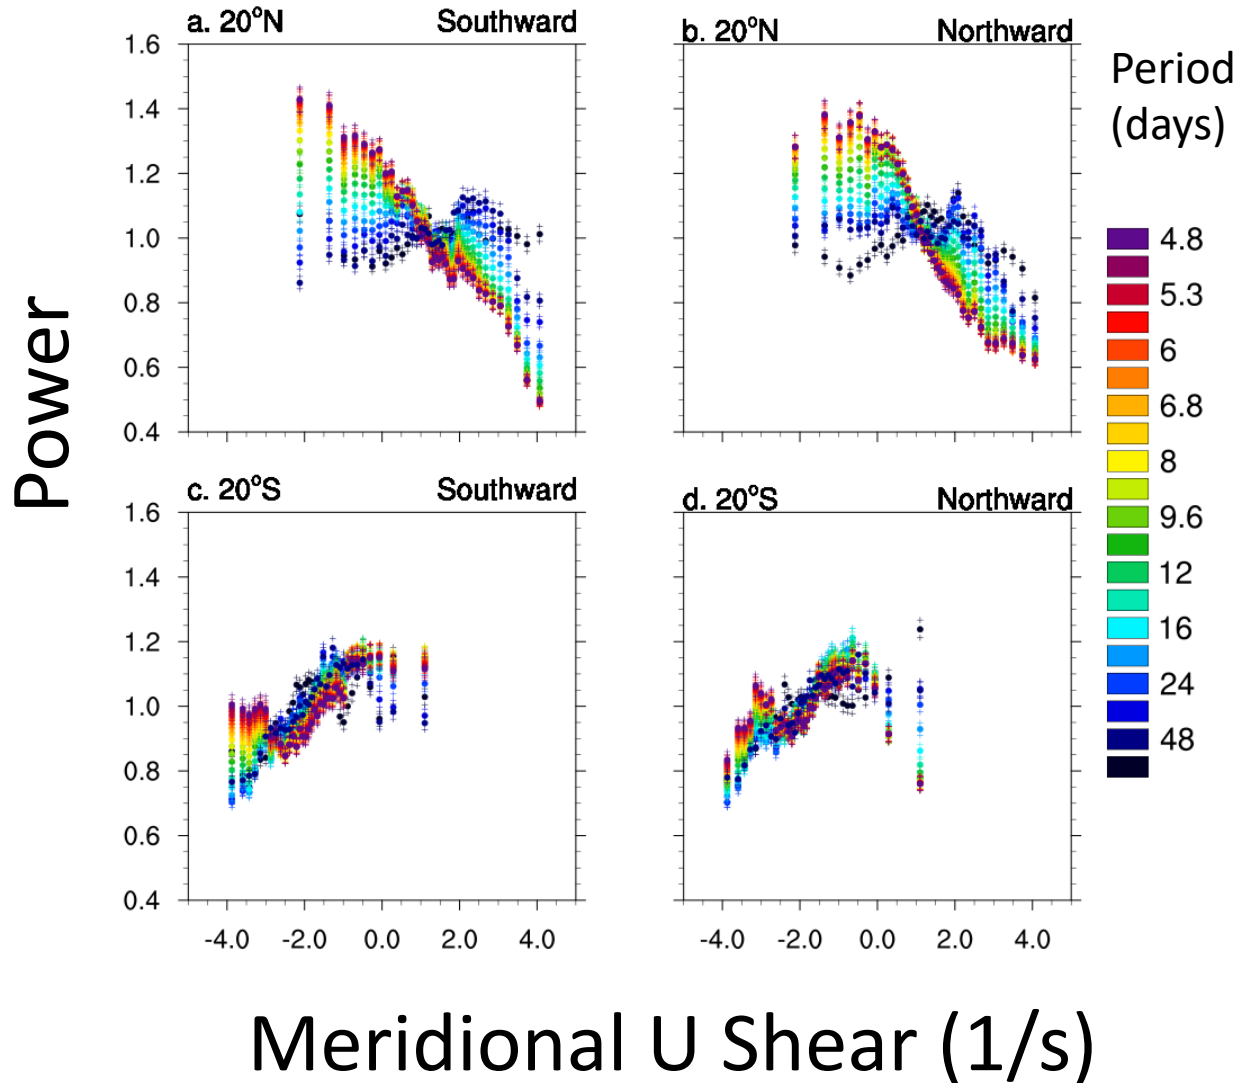 a. 20°N Southward
b. 20°N Northward
Period
(days)
1.6
1.4
1.2
1.0
0.8
0.6
0.4
Power
4.8
5.3
6
6.8
8
9.6
12
16
24
48
c. 20°S Southward
d. 20°S Northward
1.6
1.4
1.2
1.0
0.8
0.6
0.4
-4.0 -2.0 0.0 2.0 4.0
-4.0 -2.0 0.0 2.0 4.0
Meridional U Shear (1/s)